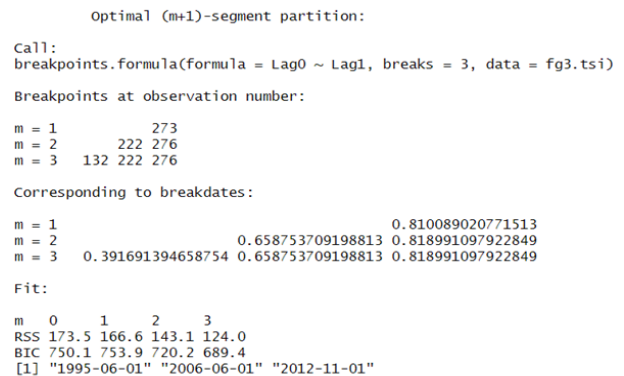 Optimal (m+1)-segment partition:
Call:
breakpoints.formula(formula = Lag0 ~ Lag1, breaks = 3, data = fg3.tsi)
Breakpoints at observation number:
m = 1           273
m = 2       222 276
m = 3   132 222 276
Corresponding to breakdates:
m = 1                                       0.810089020771513
m = 2                     0.658753709198813 0.818991097922849
m = 3   0.391691394658754 0.658753709198813 0.818991097922849
Fit:
m   0     1     2     3
RSS 173.5 166.6 143.1 124.0
BIC 750.1 753.9 720.2 689.4
[1] "1995-06-01" "2006-06-01" "2012-11-01"